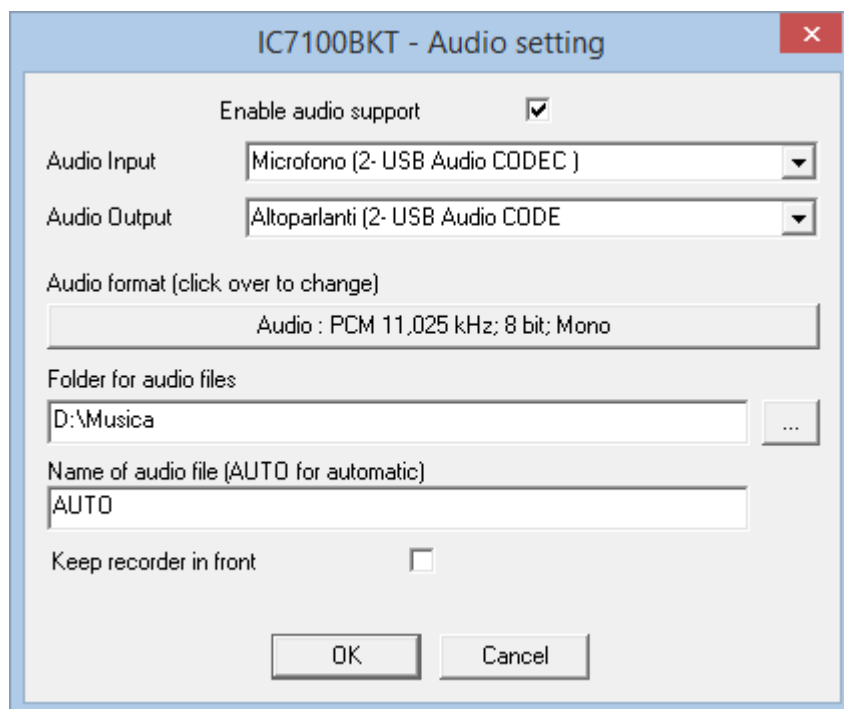 IC7100BKT - Audio setting
Enable audio support
Audio Input
Microfono (2- USB Audio CODEC )
Audio Output
Altoparlanti (2- USB Audio CODE
Audio format (click over to change)
Audio : PCM 11,025 kHz; 8 bit; Mono
Folder for audio files
D:\Musica
...
Name of audio file (AUTO for automatic)
AUTO
Keep recorder in front
OK
Cancel